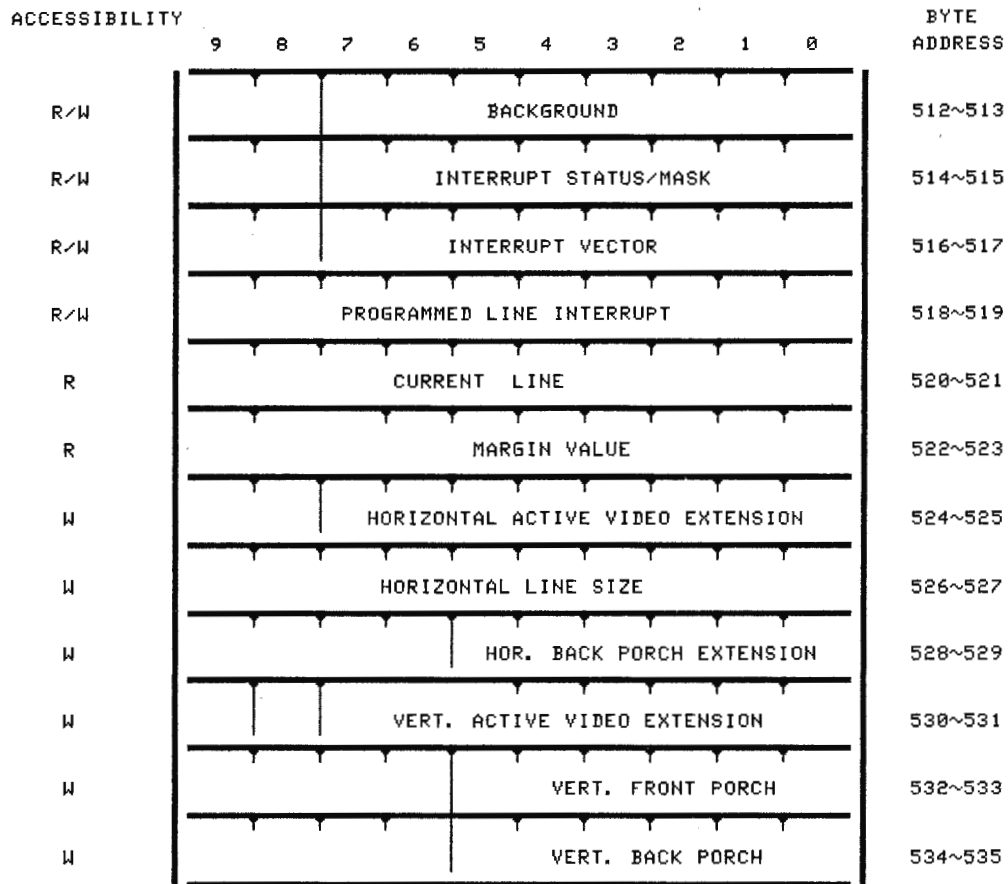 ACCESSIBILITY BYTE
9 8 7 6 5 4 3 2 1 0 ADDRESS
R/W BACKGROUND 512~513
R/W INTERRUPT STATUS/MASK 514~515
R/W INTERRUPT VECTOR 516~517
R/W PROGRAMMED LINE INTERRUPT 518~519
R CURRENT LINE 520~521
R MARGIN VALUE 522~523
W HORIZONTAL ACTIVE VIDEO EXTENSION 524~525
W HORIZONTAL LINE SIZE 526~527
W HOR. BACK PORCH EXTENSION 528~529
W VERT. ACTIVE VIDEO EXTENSION 530~531
W VERT. FRONT PORCH 532~533
W VERT. BACK PORCH 534~535